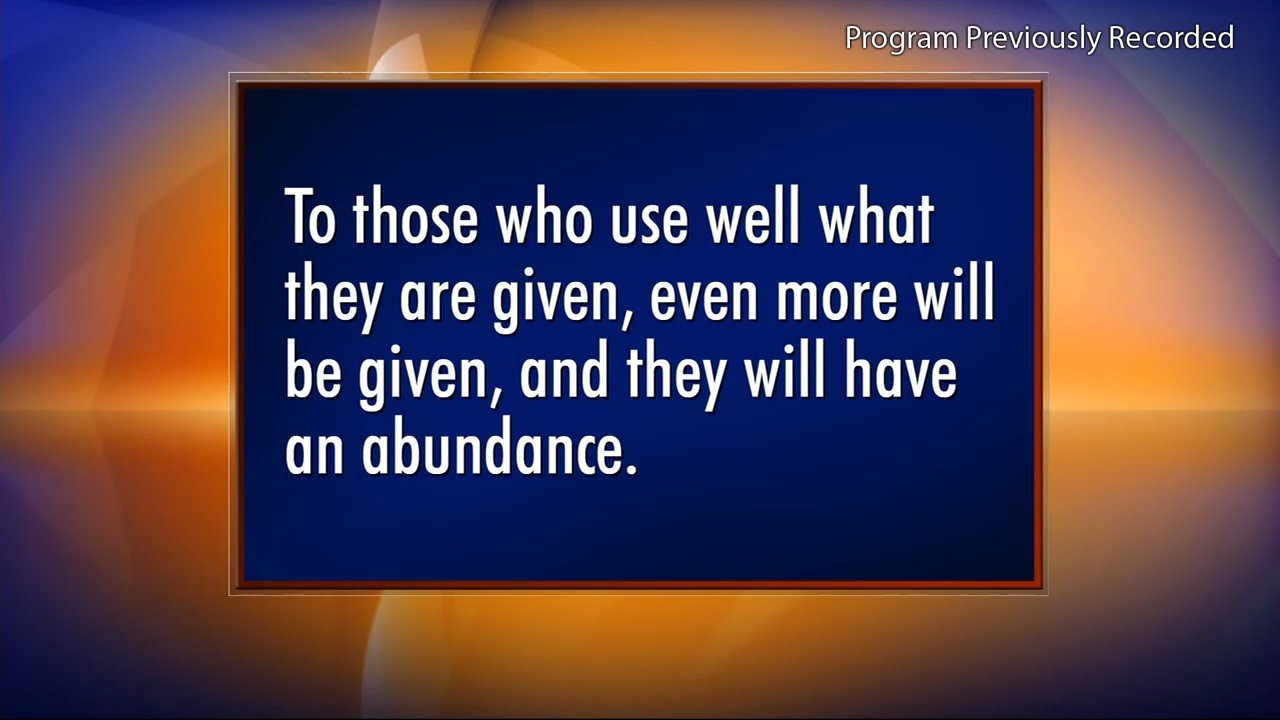 Program Previously Recorded
To those who use well what
they are given, even more will
be given, and they will have
an abundance.